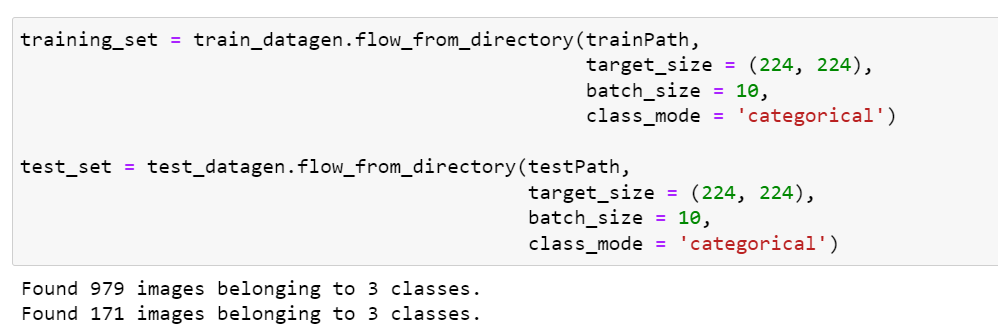 training_set = train_datagen.flow_from_directory(trainPath,
target_size = (224, 224),
batch_size = 10,
class_mode = 'categorical')
test_set = test_datagen.flow_from_directory(testPath,
target_size = (224, 224),
batch_size = 10,
class_mode = 'categorical')
Found 979 images belonging to 3 classes.
Found 171 images belonging to 3 classes.